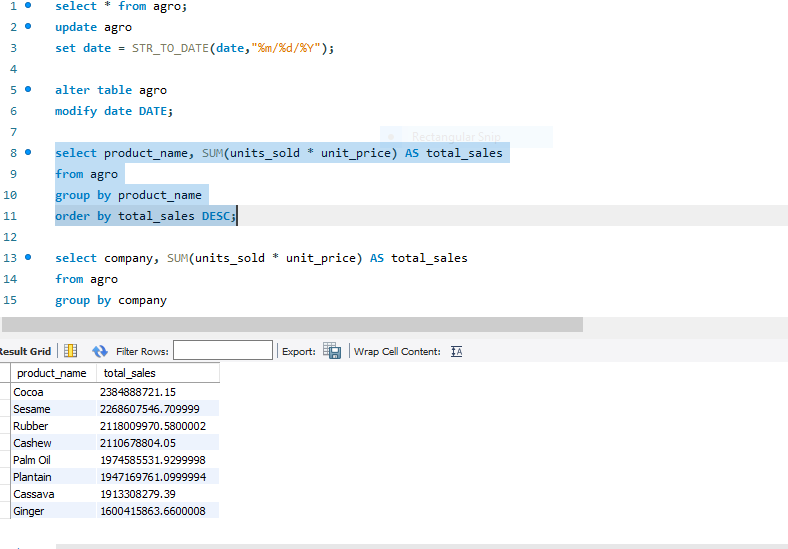 1 select * from agro;
2 update agro
3 set date = STR_TO_DATE(date,"%m/%d/%Y");
4
5 alter table agro
6 modify date DATE;
7
Rectangular Snip
8 select product_name, SUM(units_sold * unit_price) AS total_sales
9 from agro
10 group by product_name
11 order by total_sales DESC;
12
13 select company, SUM(units_sold * unit_price) AS total_sales
14 from agro
15 group by company
Result Grid Filter Rows: Export: Wrap Cell Content: IA
product_name total_sales
Cocoa 2384888721.15
Sesame 2268607546.709999
Rubber 2118009970.5800002
Cashew 2110678804.05
Palm Oil 1974585531.9299998
Plantain 1947169761.0999994
Cassava 1913308279.39
Ginger 1600415863.6600008